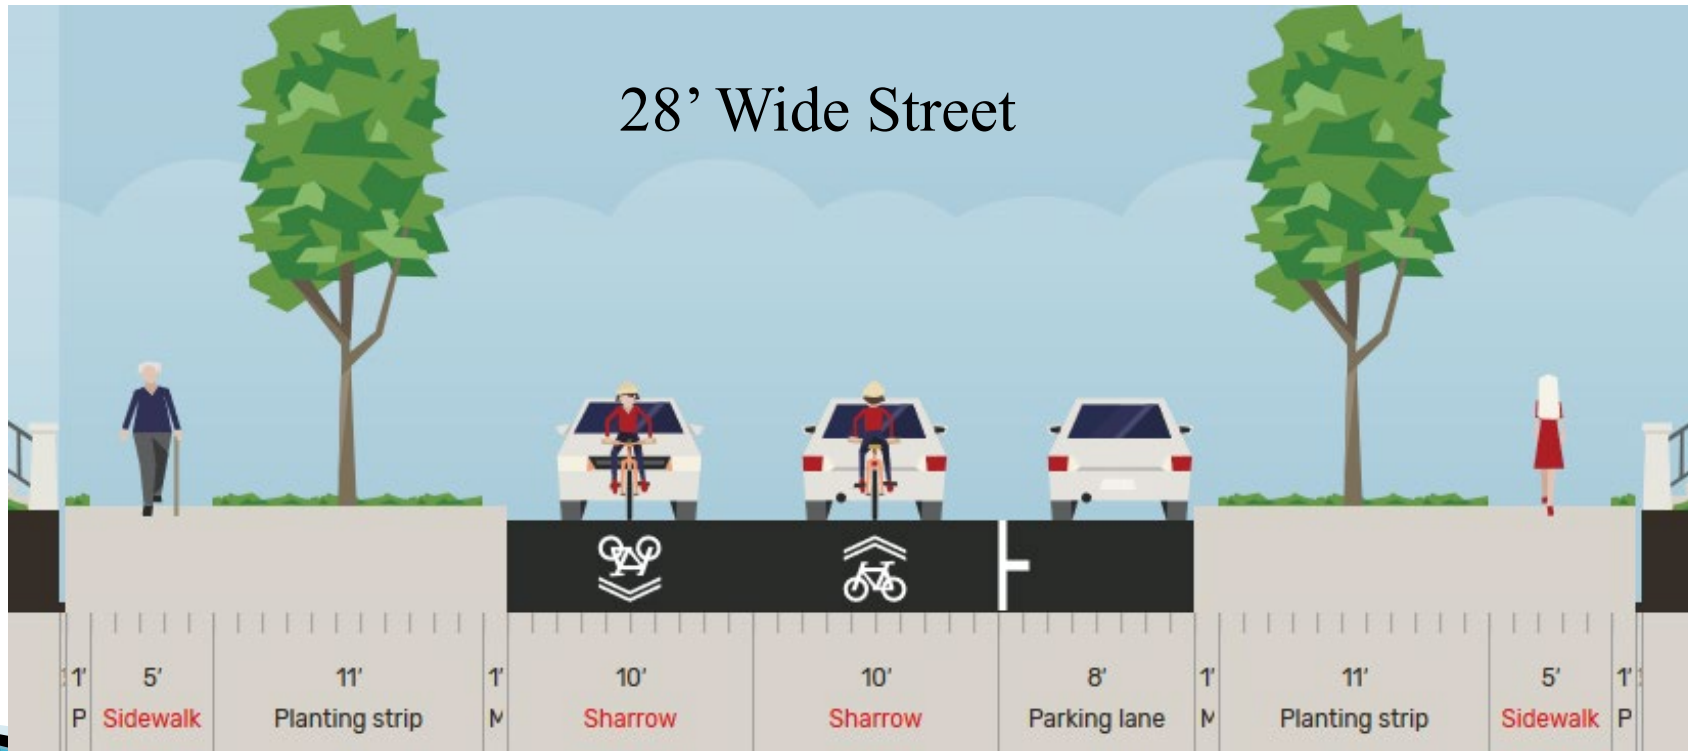 28’ Wide Street
1' 5' 11' 1' 10' 10' 8' 1' 11' 5' 1'
P Sidewalk Planting strip M Sharrow Sharrow Parking lane M Planting strip Sidewalk P